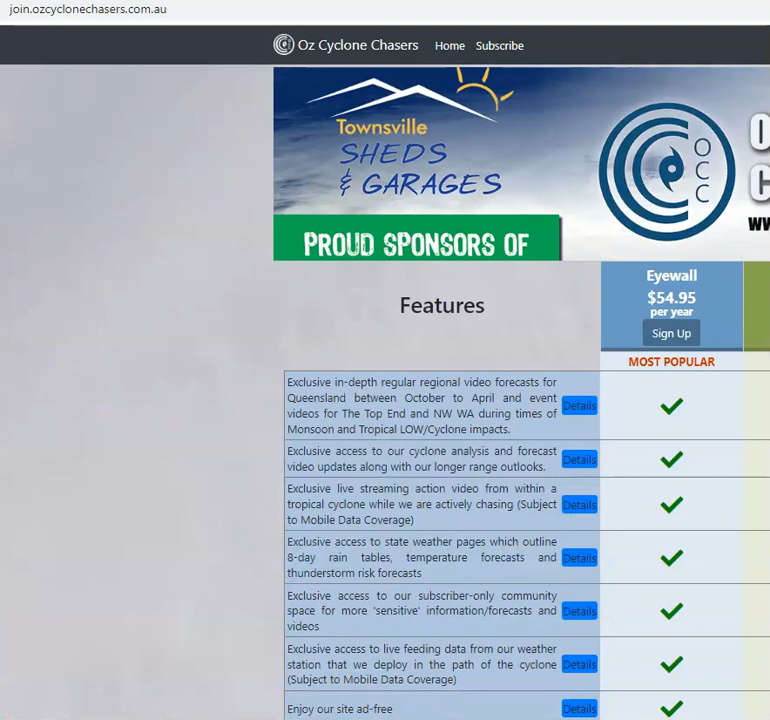 join.ozcyclonechasers.com.au
Oz Cyclone Chasers Home Subscribe
Townsville
SHEDS
& GARAGES
PROUD SPONSORS OF
OCC
Features
Eyewall
$54.95
per year
Sign Up
MOST POPULAR
Exclusive in-depth regular regional video forecasts for
Queensland between October to April and event
videos for The Top End and NW WA during times of
Monsoon and Tropical LOW/Cyclone impacts.
Details
Exclusive access to our cyclone analysis and forecast
video updates along with our longer range outlooks.
Details
Exclusive live streaming action video from within a
tropical cyclone while we are actively chasing (Subject
to Mobile Data Coverage)
Details
Exclusive access to state weather pages which outline
8-day rain tables, temperature forecasts and
thunderstorm risk forecasts
Details
Exclusive access to our subscriber-only community
space for more 'sensitive' information/forecasts and
videos
Details
Exclusive access to live feeding data from our weather
station that we deploy in the path of the cyclone
(Subject to Mobile Data Coverage)
Details
Enjoy our site ad-free
Details